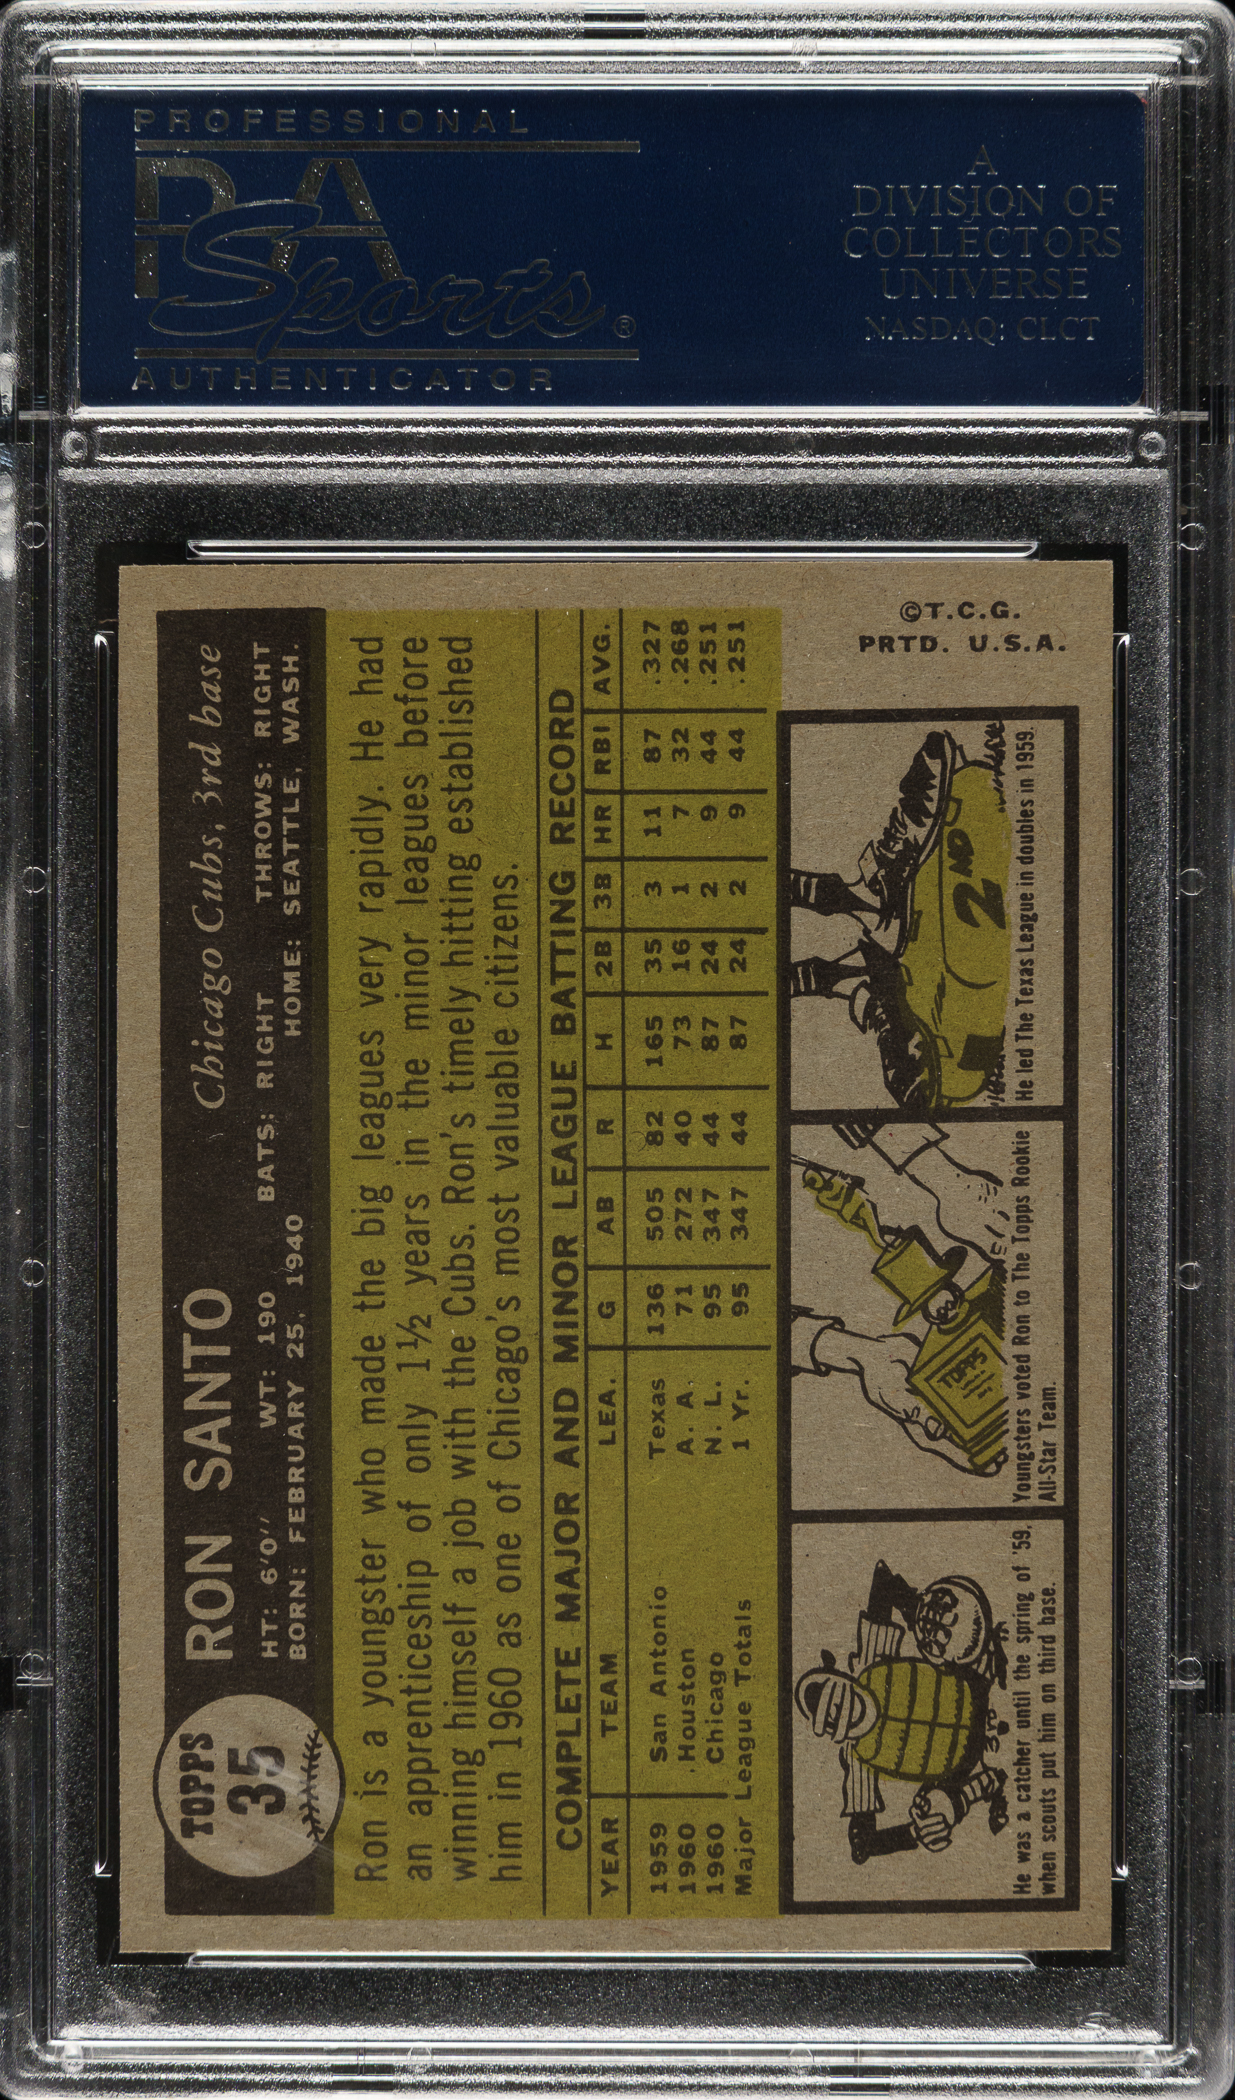 PROFESSIONAL
PSA
Sports®
AUTHENTICATOR
A
DIVISION OF
COLLECTORS
UNIVERSE
NASDAQ: CLCT
TOPPS
35
RON SANTO
Chicago Cubs, 3rd base
HT: 6'0" WT: 190 BATS: RIGHT THROWS: RIGHT
BORN: FEBRUARY 25, 1940 HOME: SEATTLE, WASH.
Ron is a youngster who made the big leagues very rapidly. He had
an apprenticeship of only 1½ years in the minor leagues before
winning himself a job with the Cubs. Ron's timely hitting established
him in 1960 as one of Chicago's most valuable citizens.
COMPLETE MAJOR AND MINOR LEAGUE BATTING RECORD
YEAR TEAM LEA. G AB R H 2B 3B HR RBI AVG.
1959 San Antonio Texas 136 505 82 165 35 3 11 87 .327
1960 Houston A. A. 71 272 40 73 16 1 7 32 .268
1960 Chicago N. L. 95 347 44 87 24 2 9 44 .251
Major League Totals 1 Yr. 95 347 44 87 24 2 9 44 .251
3rd
He was a catcher until the spring of '59,
when scouts put him on third base.
TOPPS
Youngsters voted Ron to The Topps Rookie
All-Star Team.
2ND
He led The Texas League in doubles in 1959.
©T.C.G.
PRTD. U.S.A.